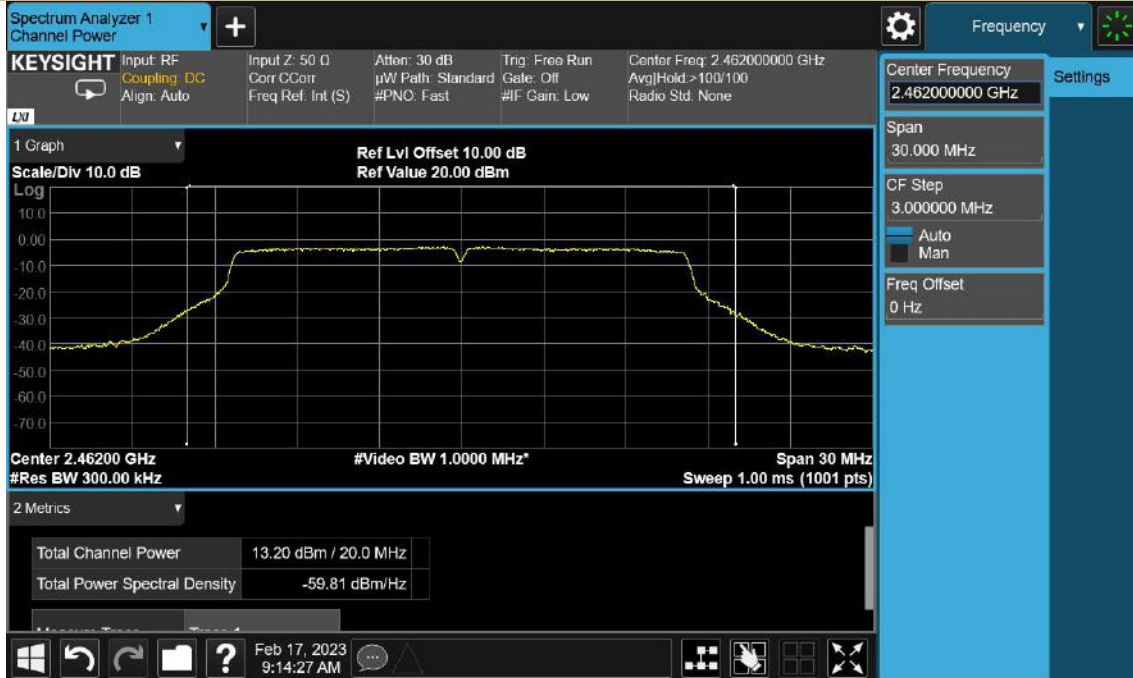 Spectrum Analyzer 1
Channel Power
Frequency
KEYSIGHT
Input: RF
Coupling: DC
Align: Auto
Input Z: 50 Ω
Corr CCorr
Freq Ref: Int (S)
Atten: 30 dB
µW Path: Standard
#PNO: Fast
Trig: Free Run
Gate: Off
#IF Gain: Low
Center Freq: 2.462000000 GHz
Avg|Hold:>100/100
Radio Std: None
LXI
Center Frequency
2.462000000 GHz
Settings
Span
30.000 MHz
CF Step
3.000000 MHz
Auto
Man
Freq Offset
0 Hz
1 Graph
Scale/Div 10.0 dB
Ref Lvl Offset 10.00 dB
Ref Value 20.00 dBm
Log
10.0
0.00
-10.0
-20.0
-30.0
-40.0
-50.0
-60.0
-70.0
Center 2.46200 GHz
#Video BW 1.0000 MHz*
Span 30 MHz
#Res BW 300.00 kHz
Sweep 1.00 ms (1001 pts)
2 Metrics
Total Channel Power 13.20 dBm / 20.0 MHz
Total Power Spectral Density -59.81 dBm/Hz
Feb 17, 2023
9:14:27 AM